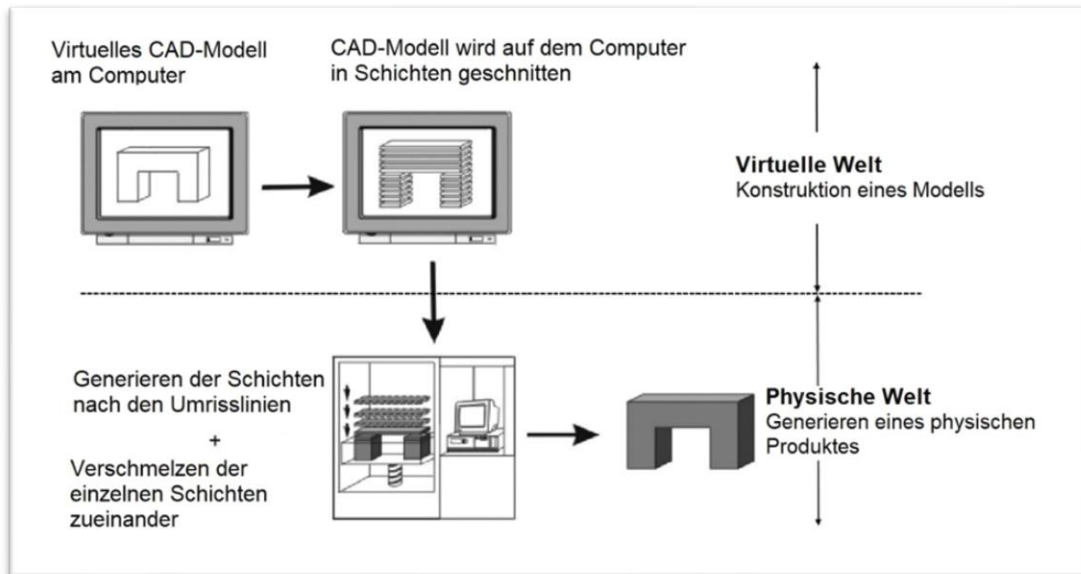 Virtuelles CAD-Modell
am Computer
CAD-Modell wird auf dem Computer
in Schichten geschnitten
Virtuelle Welt
Konstruktion eines Modells
Generieren der Schichten
nach den Umrisslinien
+
Verschmelzen der
einzelnen Schichten
zueinander
Physische Welt
Generieren eines physischen
Produktes